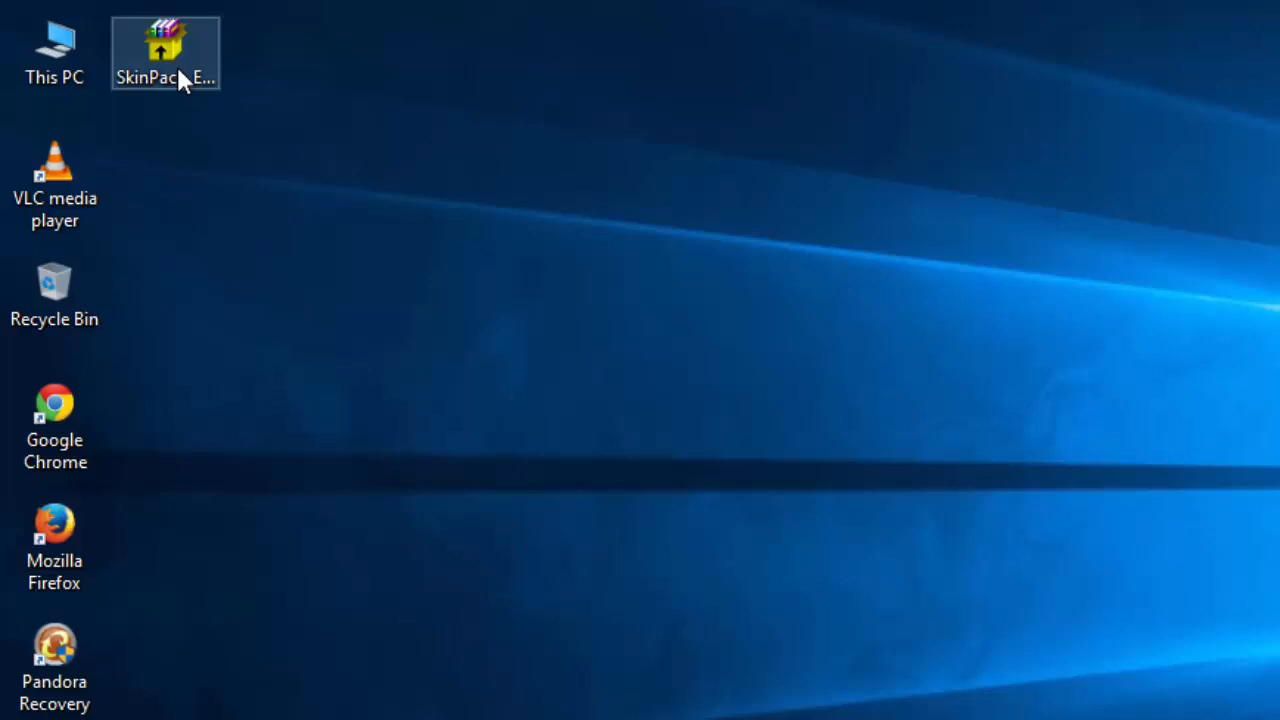 This PC
SkinPac E...
VLC media
player
Recycle Bin
Google
Chrome
Mozilla
Firefox
Pandora
Recovery